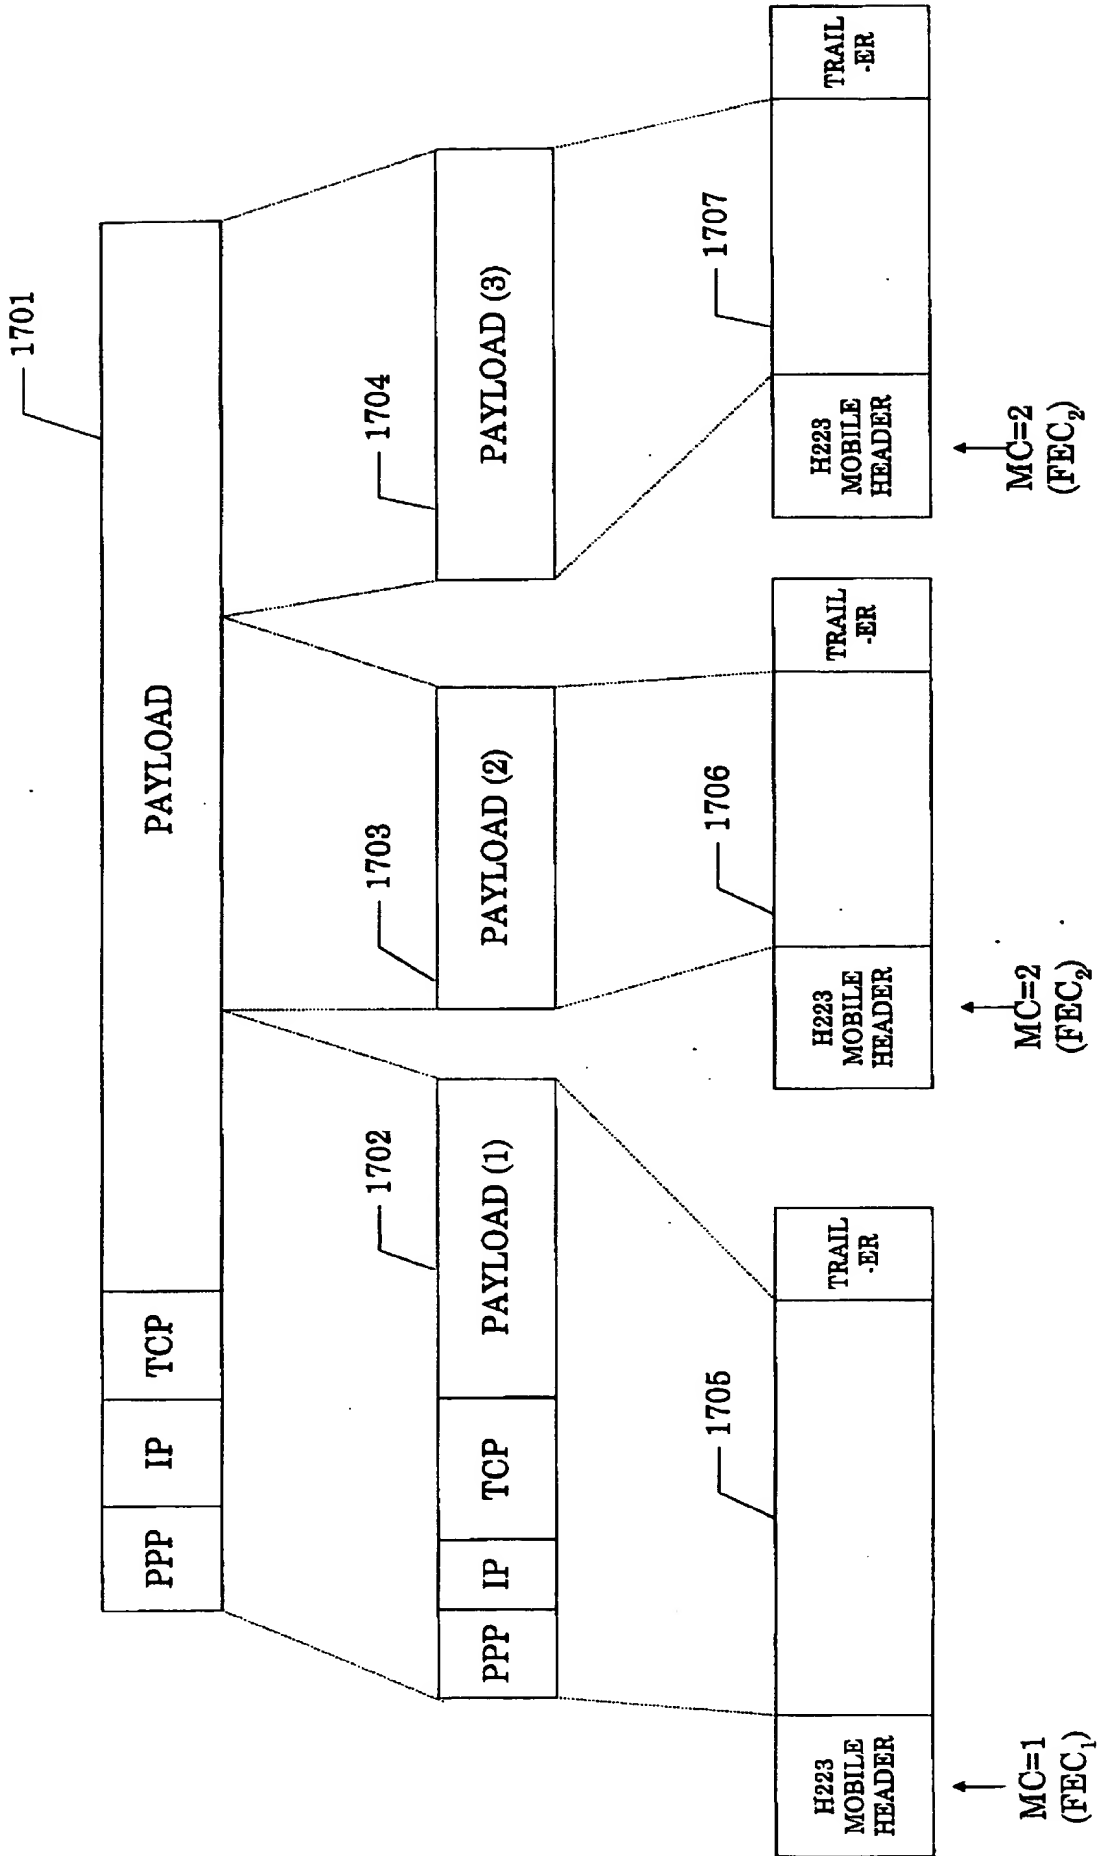 1701
PPP
IP
TCP
PAYLOAD
1702
1703
1704
PPP
IP
TCP
PAYLOAD (1)
PAYLOAD (2)
PAYLOAD (3)
1705
1706
1707
H223
MOBILE
HEADER
TRAIL
-ER
H223
MOBILE
HEADER
TRAIL
-ER
H223
MOBILE
HEADER
TRAIL
-ER
MC=1
(FEC₁)
MC=2
(FEC₂)
MC=2
(FEC₂)